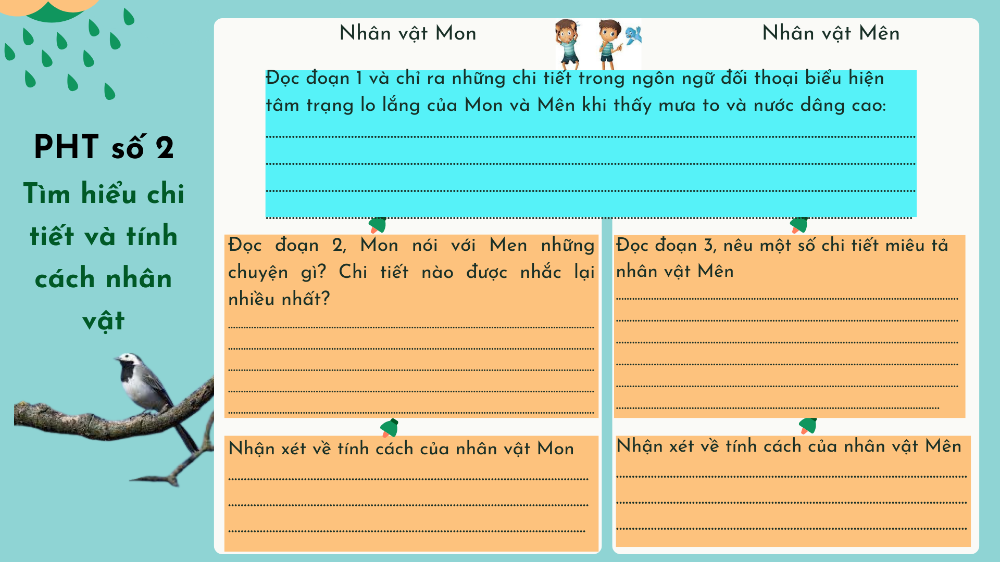 PHT số 2
Tìm hiểu chi
tiết và tính
cách nhân
vật
Nhân vật Mon
Nhân vật Mên
Đọc đoạn 1 và chỉ ra những chi tiết trong ngôn ngữ đối thoại biểu hiện
tâm trạng lo lắng của Mon và Mên khi thấy mưa to và nước dâng cao:
Đọc đoạn 2, Mon nói với Men những
chuyện gì? Chi tiết nào được nhắc lại
nhiều nhất?
Đọc đoạn 3, nêu một số chi tiết miêu tả
nhân vật Mên
Nhận xét về tính cách của nhân vật Mon
Nhận xét về tính cách của nhân vật Mên